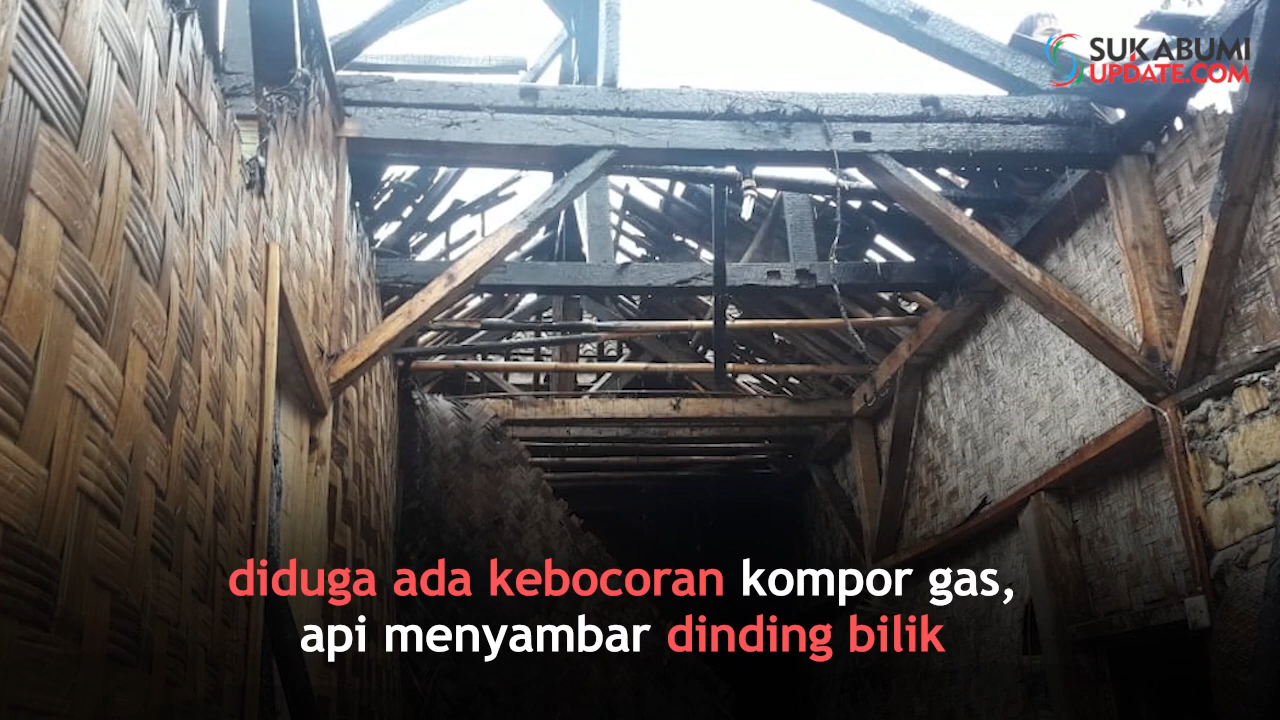 SUKABUMI
UPDATE.COM
diduga ada kebocoran kompor gas,
api menyambar dinding bilik